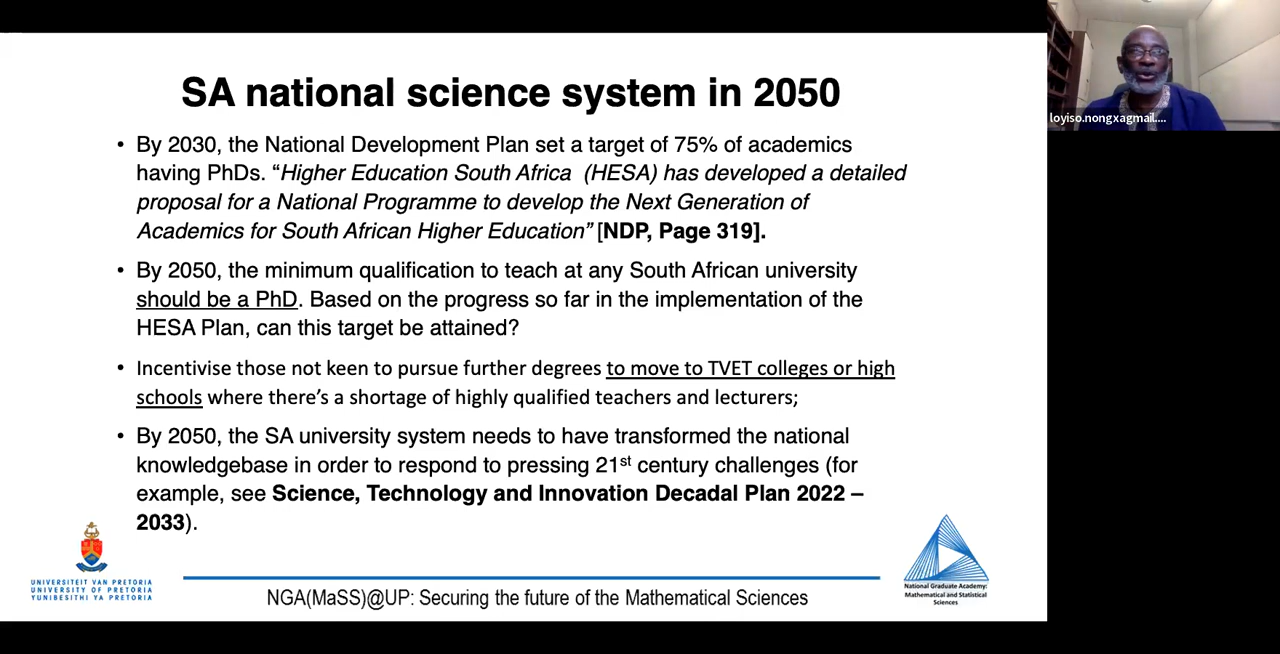 SA national science system in 2050
• By 2030, the National Development Plan set a target of 75% of academics
having PhDs. “Higher Education South Africa (HESA) has developed a detailed
proposal for a National Programme to develop the Next Generation of
Academics for South African Higher Education” [NDP, Page 319].
• By 2050, the minimum qualification to teach at any South African university
should be a PhD. Based on the progress so far in the implementation of the
HESA Plan, can this target be attained?
• Incentivise those not keen to pursue further degrees to move to TVET colleges or high
schools where there’s a shortage of highly qualified teachers and lecturers;
• By 2050, the SA university system needs to have transformed the national
knowledgebase in order to respond to pressing 21st century challenges (for
example, see Science, Technology and Innovation Decadal Plan 2022 –
2033).
UNIVERSITEIT VAN PRETORIA
UNIVERSITY OF PRETORIA
YUNIBESITHI YA PRETORIA
NGA(MaSS)@UP: Securing the future of the Mathematical Sciences
National Graduate Academy:
Mathematical and Statistical
Sciences
loyiso.nongxagmail....